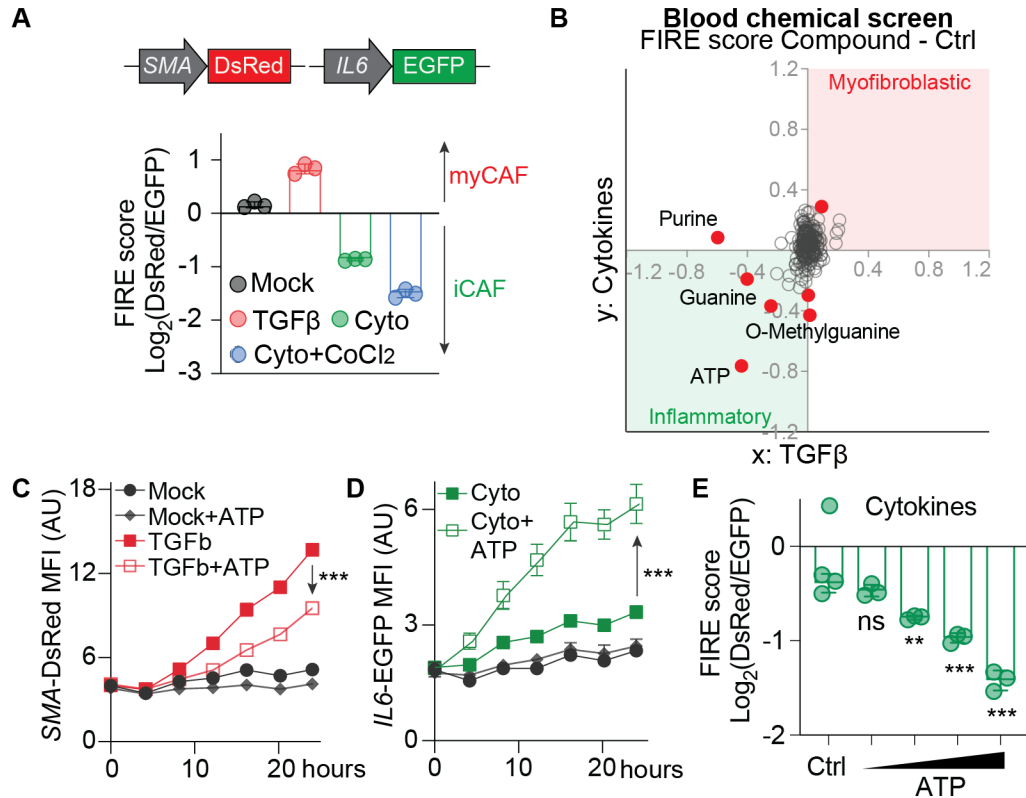 A
SMA
DsRed
IL6
EGFP
FIRE score
Log2(DsRed/EGFP)
1
0
-1
-2
-3
myCAF
iCAF
Mock
TGFβ
Cyto
Cyto+CoCl2
B
Blood chemical screen
FIRE score Compound - Ctrl
y: Cytokines
1.2
Myofibroblastic
0.8
0.4
Purine
-1.2
-0.8
0.4
0.8
1.2
Guanine
-0.4
O-Methylguanine
ATP
-0.8
Inflammatory
-1.2
x: TGFβ
C
SMA-DsRed MFI (AU)
18
12
6
0
Mock
Mock+ATP
TGFb
TGFb+ATP
***
0
10
20
hours
D
IL6-EGFP MFI (AU)
6
3
0
Cyto
Cyto+
ATP
***
0
10
20
hours
E
Cytokines
FIRE score
Log2(DsRed/EGFP)
0
-1
-2
ns
**
***
***
Ctrl
ATP